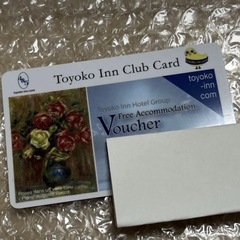 Toyoko Inn Club Card
toyoko
-inn
.com
Toyoko Inn Hotel Group
Free Accommodation
Voucher